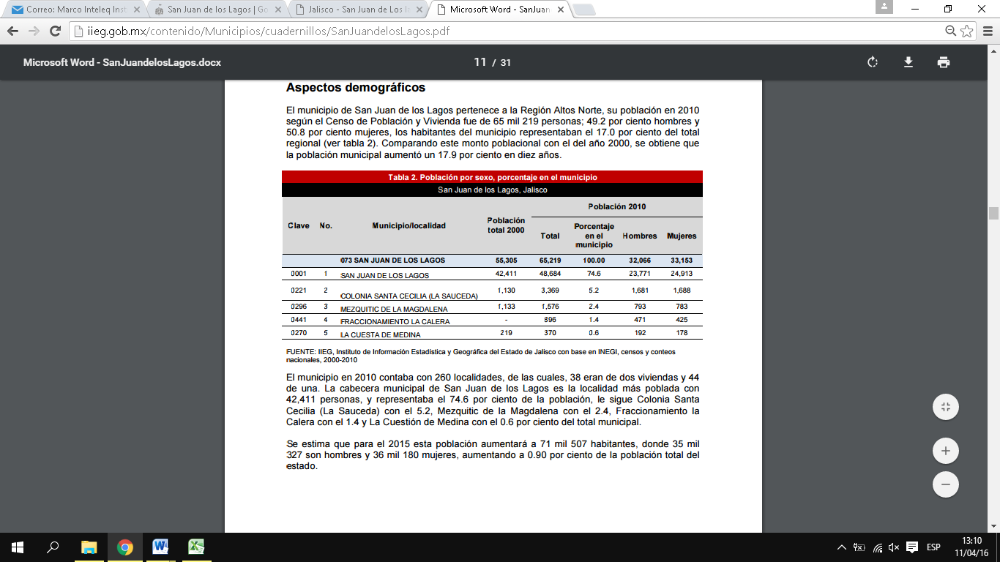 Correo: Marco Inteleq Inst
San Juan de los Lagos | Go
Jalisco - San Juan de Los
Microsoft Word - SanJuan
iieg.gob.mx/contenido/Municipios/cuadernillos/SanJuandelosLagos.pdf
Microsoft Word - SanJuandelosLagos.docx
11 / 31
Aspectos demográficos
El municipio de San Juan de los Lagos pertenece a la Región Altos Norte, su población en 2010
según el Censo de Población y Vivienda fue de 65 mil 219 personas; 49.2 por ciento hombres y
50.8 por ciento mujeres, los habitantes del municipio representaban el 17.0 por ciento del total
regional (ver tabla 2). Comparando este monto poblacional con el del año 2000, se obtiene que
la población municipal aumentó un 17.9 por ciento en diez años.
Tabla 2. Población por sexo, porcentaje en el municipio
San Juan de los Lagos, Jalisco
Clave No. Municipio/localidad Población total 2000 Población 2010
Total Porcentaje en el municipio Hombres Mujeres
073 SAN JUAN DE LOS LAGOS 55,305 65,219 100.00 32,066 33,153
0001 1 SAN JUAN DE LOS LAGOS 42,411 48,684 74.6 23,771 24,913
0221 2 COLONIA SANTA CECILIA (LA SAUCEDA) 1,130 3,369 5.2 1,681 1,688
0296 3 MEZQUITIC DE LA MAGDALENA 1,133 1,576 2.4 793 783
0441 4 FRACCIONAMIENTO LA CALERA - 896 1.4 471 425
0270 5 LA CUESTA DE MEDINA 219 370 0.6 192 178
FUENTE: IIEG, Instituto de Información Estadística y Geográfica del Estado de Jalisco con base en INEGI, censos y conteos
nacionales, 2000-2010
El municipio en 2010 contaba con 260 localidades, de las cuales, 38 eran de dos viviendas y 44
de una. La cabecera municipal de San Juan de los Lagos es la localidad más poblada con
42,411 personas, y representaba el 74.6 por ciento de la población, le sigue Colonia Santa
Cecilia (La Sauceda) con el 5.2, Mezquitic de la Magdalena con el 2.4, Fraccionamiento la
Calera con el 1.4 y La Cuestión de Medina con el 0.6 por ciento del total municipal.
Se estima que para el 2015 esta población aumentará a 71 mil 507 habitantes, donde 35 mil
327 son hombres y 36 mil 180 mujeres, aumentando a 0.90 por ciento de la población total del
estado.
ESP
13:10
11/04/16